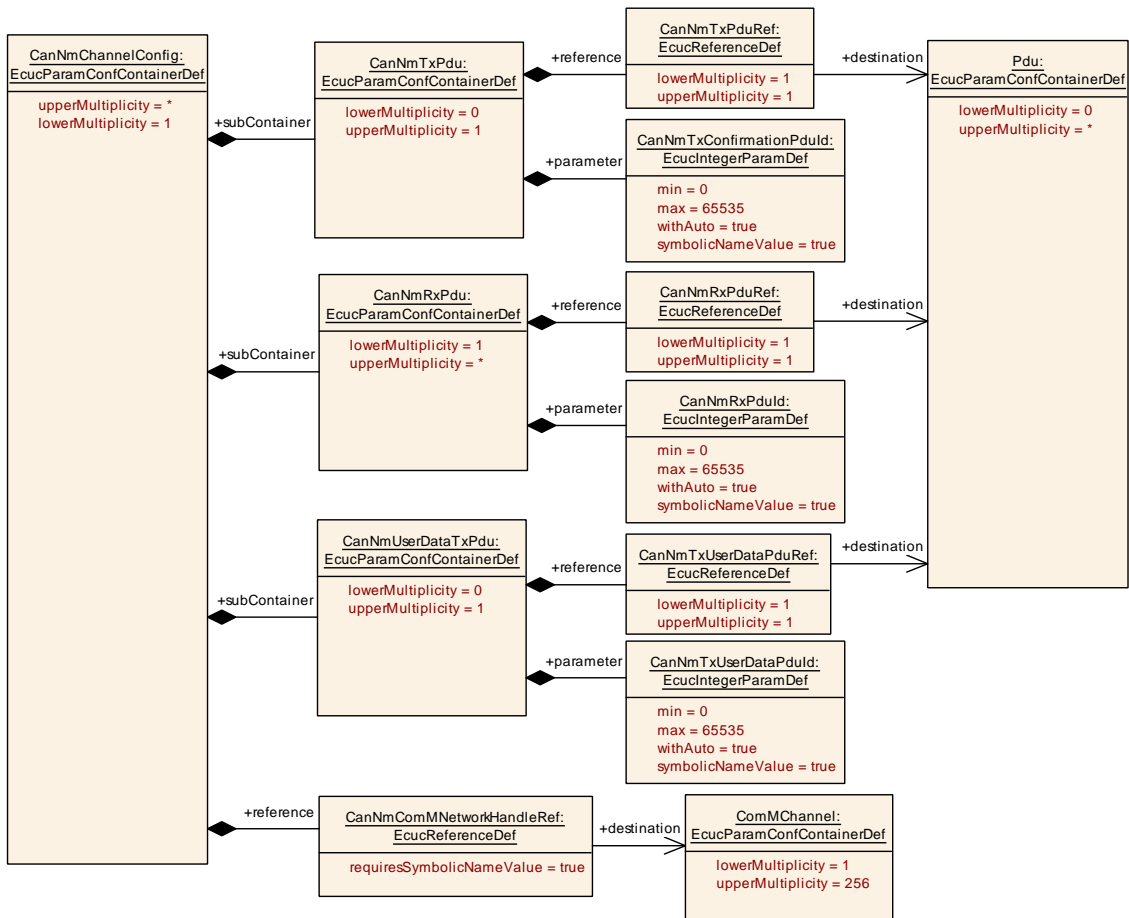 CanNmChannelConfig:
EcucParamConfContainerDef
upperMultiplicity = *
lowerMultiplicity = 1
+subContainer
CanNmTxPdu:
EcucParamConfContainerDef
lowerMultiplicity = 0
upperMultiplicity = 1
+reference
CanNmTxPduRef:
EcucReferenceDef
lowerMultiplicity = 1
upperMultiplicity = 1
+destination
Pdu:
EcucParamConfContainerDef
lowerMultiplicity = 0
upperMultiplicity = *
+parameter
CanNmTxConfirmationPduId:
EcucIntegerParamDef
min = 0
max = 65535
withAuto = true
symbolicNameValue = true
+subContainer
CanNmRxPdu:
EcucParamConfContainerDef
lowerMultiplicity = 1
upperMultiplicity = *
+reference
CanNmRxPduRef:
EcucReferenceDef
lowerMultiplicity = 1
upperMultiplicity = 1
+destination
+parameter
CanNmRxPduId:
EcucIntegerParamDef
min = 0
max = 65535
withAuto = true
symbolicNameValue = true
+subContainer
CanNmUserDataTxPdu:
EcucParamConfContainerDef
lowerMultiplicity = 0
upperMultiplicity = 1
+reference
CanNmTxUserDataPduRef:
EcucReferenceDef
lowerMultiplicity = 1
upperMultiplicity = 1
+destination
+parameter
CanNmTxUserDataPduId:
EcucIntegerParamDef
min = 0
max = 65535
withAuto = true
symbolicNameValue = true
+reference
CanNmComMNetworkHandleRef:
EcucReferenceDef
requiresSymbolicNameValue = true
+destination
ComMChannel:
EcucParamConfContainerDef
lowerMultiplicity = 1
upperMultiplicity = 256